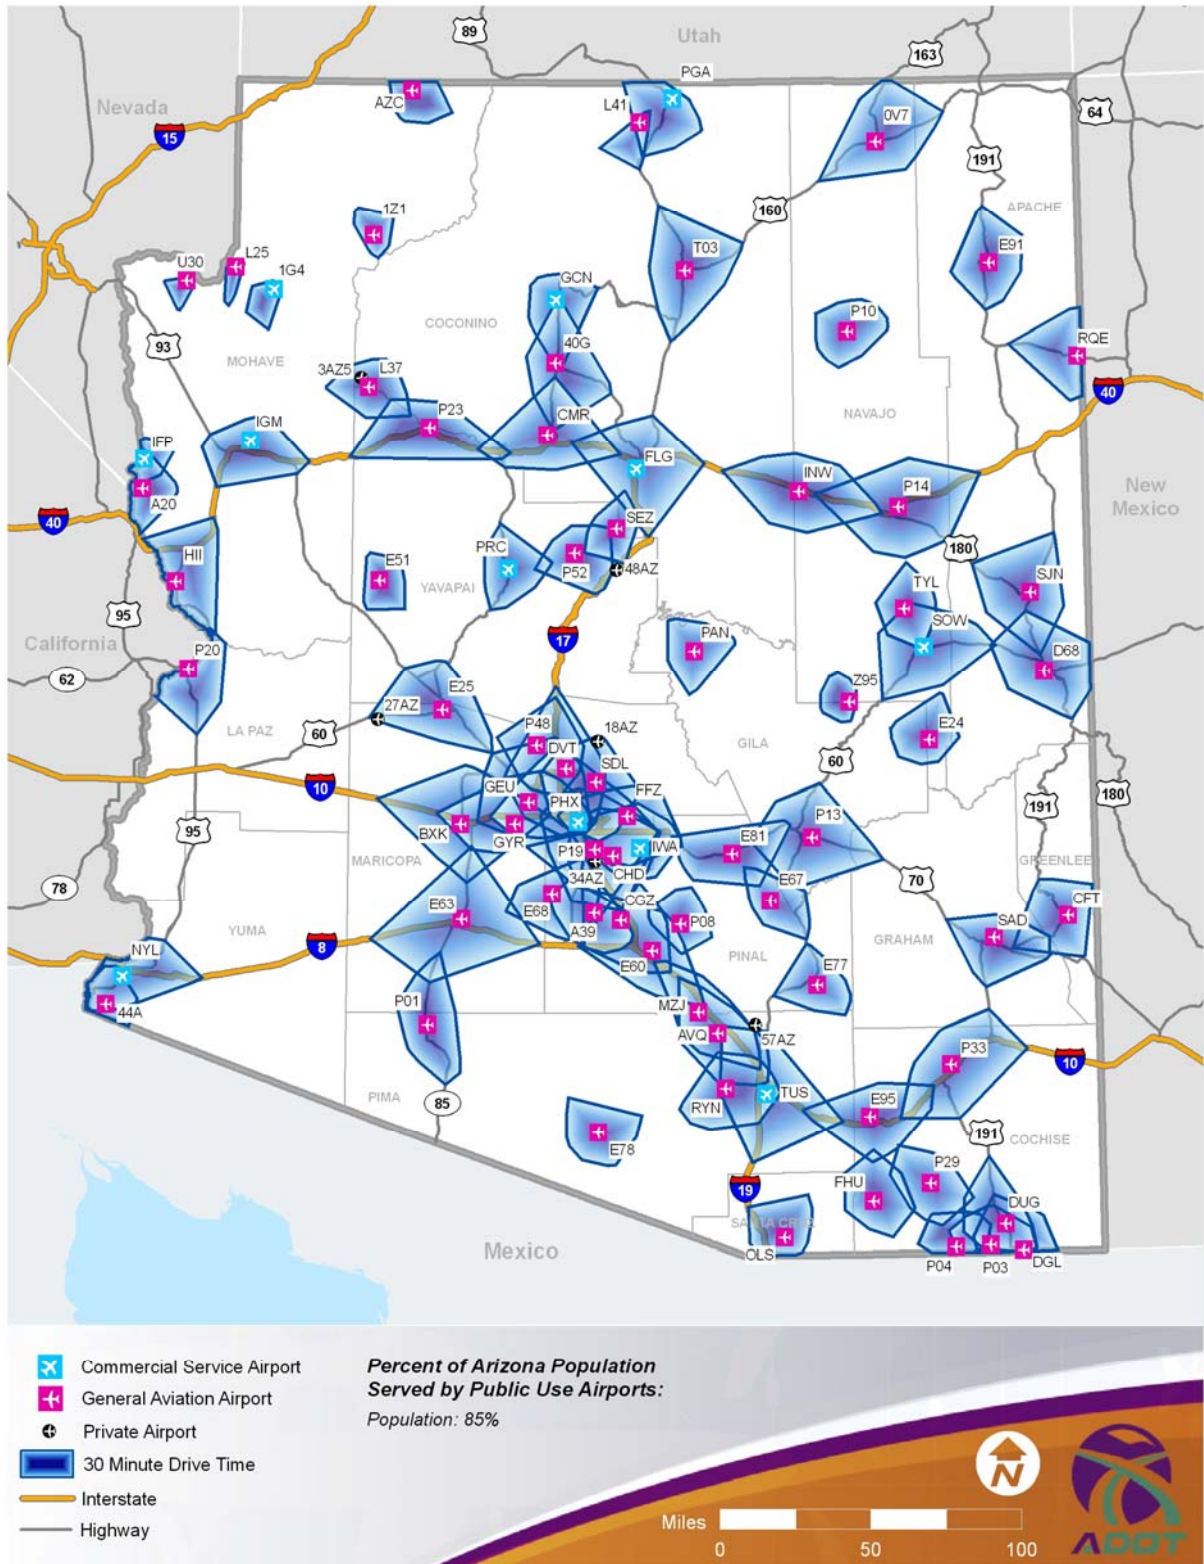 89
Utah
163
PGA
AZC
L41
Nevada
0V7
64
15
191
1Z1
160
APACHE
T03
E91
U30
L25
1G4
GCN
COCONINO
P10
93
40G
RQE
MOHAVE
3AZ5
L37
40
NAVAJO
P23
CMR
IGM
IFP
FLG
INW
P14
New
Mexico
A20
40
SEZ
HII
PRC
180
E51
P52
48AZ
YAVAPAI
TYL
SJN
95
SOW
California
17
PAN
P20
D68
62
Z95
27AZ
E25
LA PAZ
60
P48
18AZ
E24
GILA
DVT
SDL
60
10
GEU
PHX
FFZ
191
180
95
BXK
GYR
E81
P13
MARICOPA
P19
IWA
CHD
GREENLEE
78
34AZ
E67
70
E63
E68
CGZ
CFT
A39
P08
SAD
YUMA
8
GRAHAM
NYL
E60
PINAL
E77
44A
P01
MZJ
AVQ
57AZ
P33
10
PIMA
85
RYN
TUS
E95
191
E78
COCHISE
P29
19
FHU
DUG
SANTA CRUZ
Mexico
OLS
P04
P03
DGL
Commercial Service Airport
General Aviation Airport
Private Airport
30 Minute Drive Time
Interstate
Highway
Percent of Arizona Population
Served by Public Use Airports:
Population: 85%
N
Miles
0
50
100
ADOT